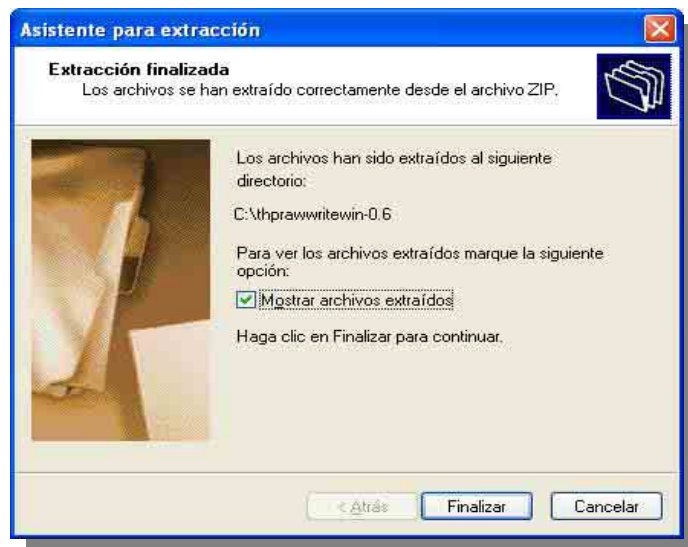 Asistente para extracción
Extracción finalizada
Los archivos se han extraído correctamente desde el archivo ZIP.
Los archivos han sido extraídos al siguiente
directorio:
C:\thprawwritewin-0.6
Para ver los archivos extraídos marque la siguiente
opción:
Mostrar archivos extraídos
Haga clic en Finalizar para continuar.
< Atrás Finalizar Cancelar